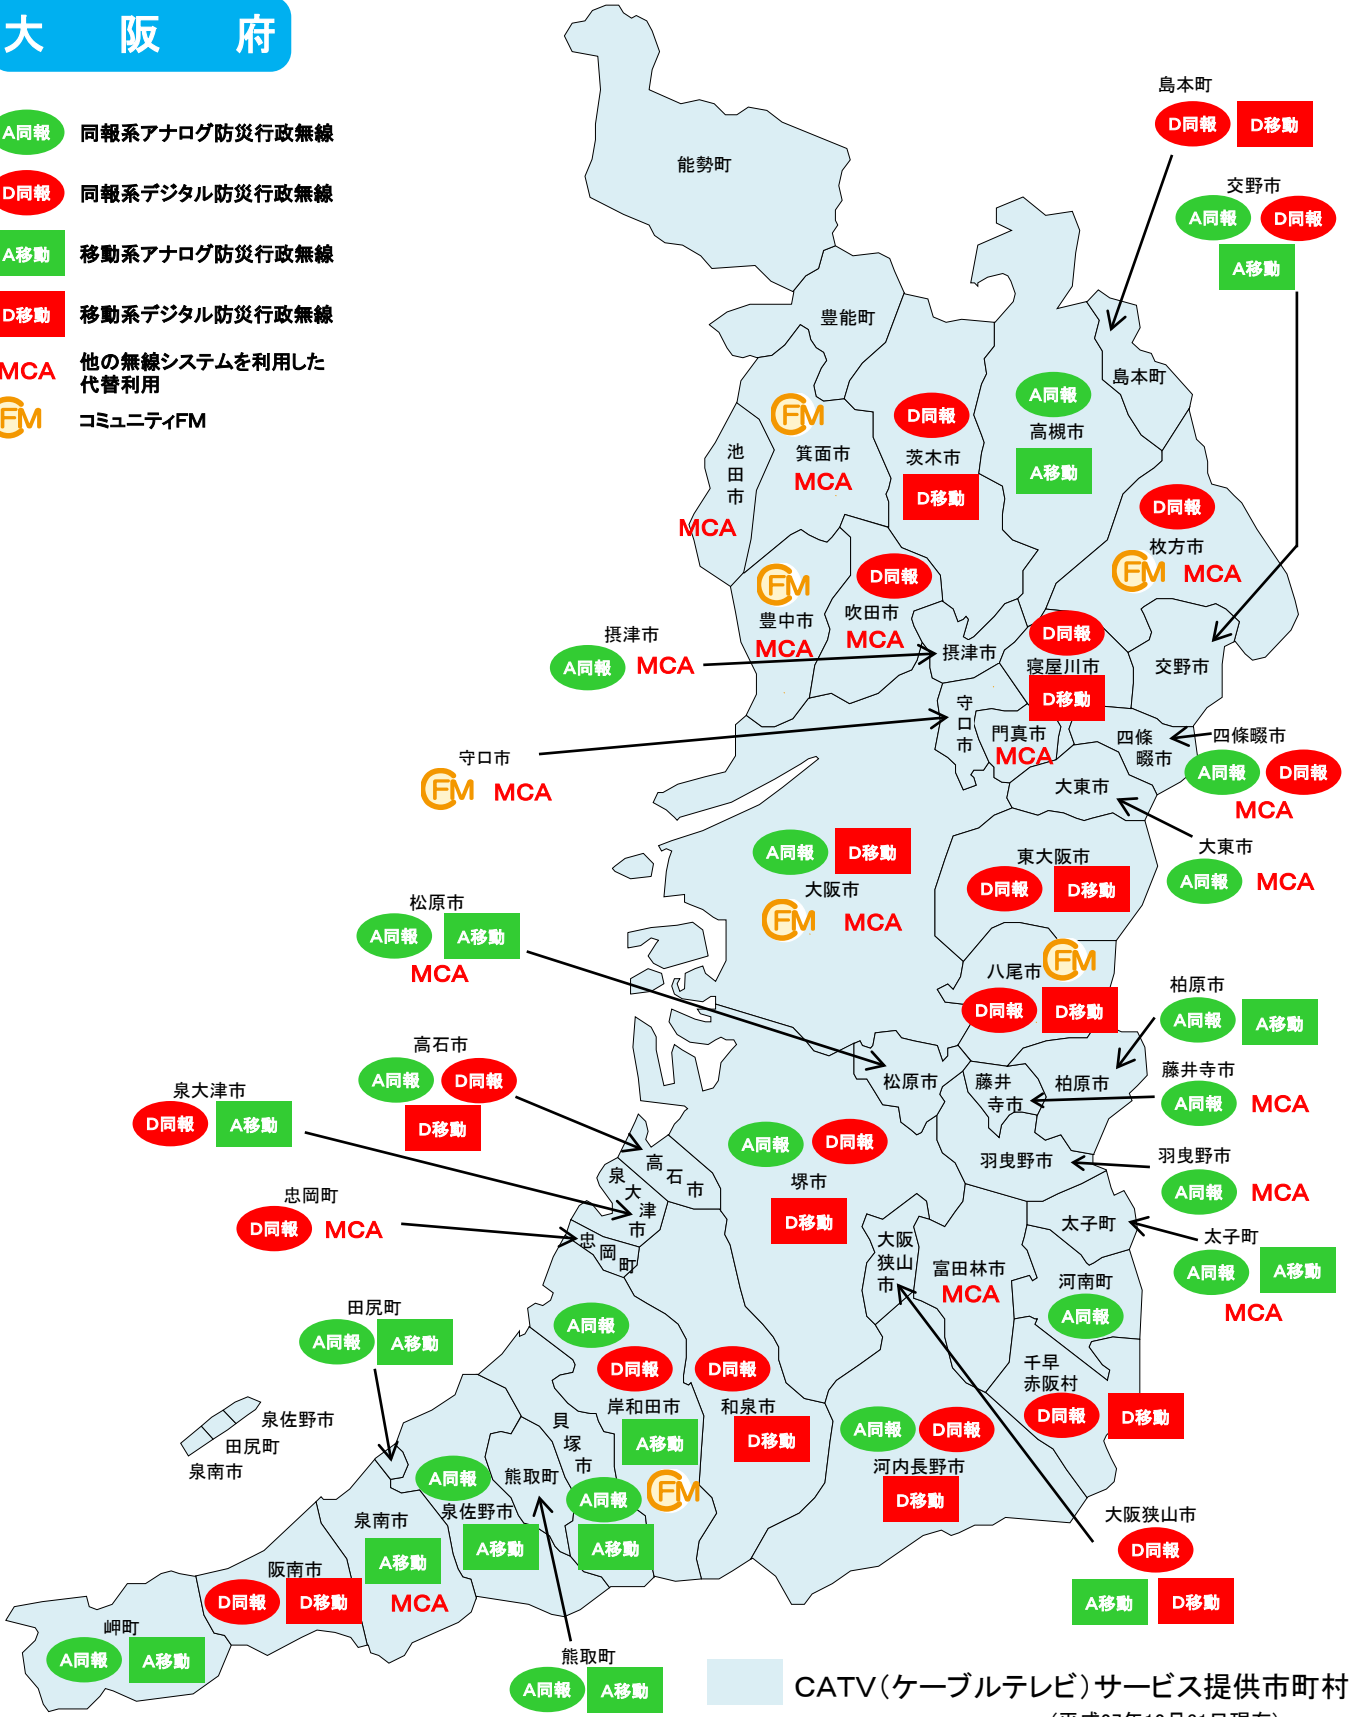 大 阪 府
A同報 同報系アナログ防災行政無線
D同報 同報系デジタル防災行政無線
A移動 移動系アナログ防災行政無線
D移動 移動系デジタル防災行政無線
MCA 他の無線システムを利用した
代替利用
FM コミュニティFM
能勢町
島本町
D同報 D移動
交野市
A同報 D同報
A移動
豊能町
島本町
FM
箕面市
MCA
池田市
MCA
D同報
茨木市
D移動
A同報
高槻市
A移動
D同報
枚方市
FM MCA
FM
豊中市
MCA
D同報
吹田市
MCA
摂津市
A同報 MCA
摂津市
D同報
寝屋川市
D移動
交野市
守口市
FM MCA
守口市
門真市
MCA
四條
畷市
四條畷市
A同報 D同報
MCA
大東市
大東市
A同報 MCA
A同報 D移動
大阪市
FM MCA
東大阪市
D同報 D移動
松原市
A同報 A移動
MCA
八尾市 FM
D同報 D移動
柏原市
A同報 A移動
高石市
A同報 D同報
D移動
松原市
藤井
寺市
柏原市
藤井寺市
A同報 MCA
泉大津市
D同報 A移動
A同報 D同報
堺市
D移動
羽曳野市
羽曳野市
A同報 MCA
高石市
泉大津市
忠岡町
D同報 MCA
忠岡町
大阪
狭山
市
富田林市
MCA
太子町
太子町
A同報 A移動
MCA
河南町
A同報
田尻町
A同報 A移動
A同報
D同報
岸和田市
A移動
FM
D同報
和泉市
D移動
千早
赤阪村
D同報 D移動
泉佐野市
田尻町
泉南市
貝塚市
A同報
A移動
熊取町
A同報
泉佐野市
A移動
A同報 D同報
河内長野市
D移動
泉南市
A移動
MCA
大阪狭山市
D同報
A移動 D移動
阪南市
D同報 D移動
岬町
A同報 A移動
熊取町
A同報 A移動
CATV(ケーブルテレビ)サービス提供市町村